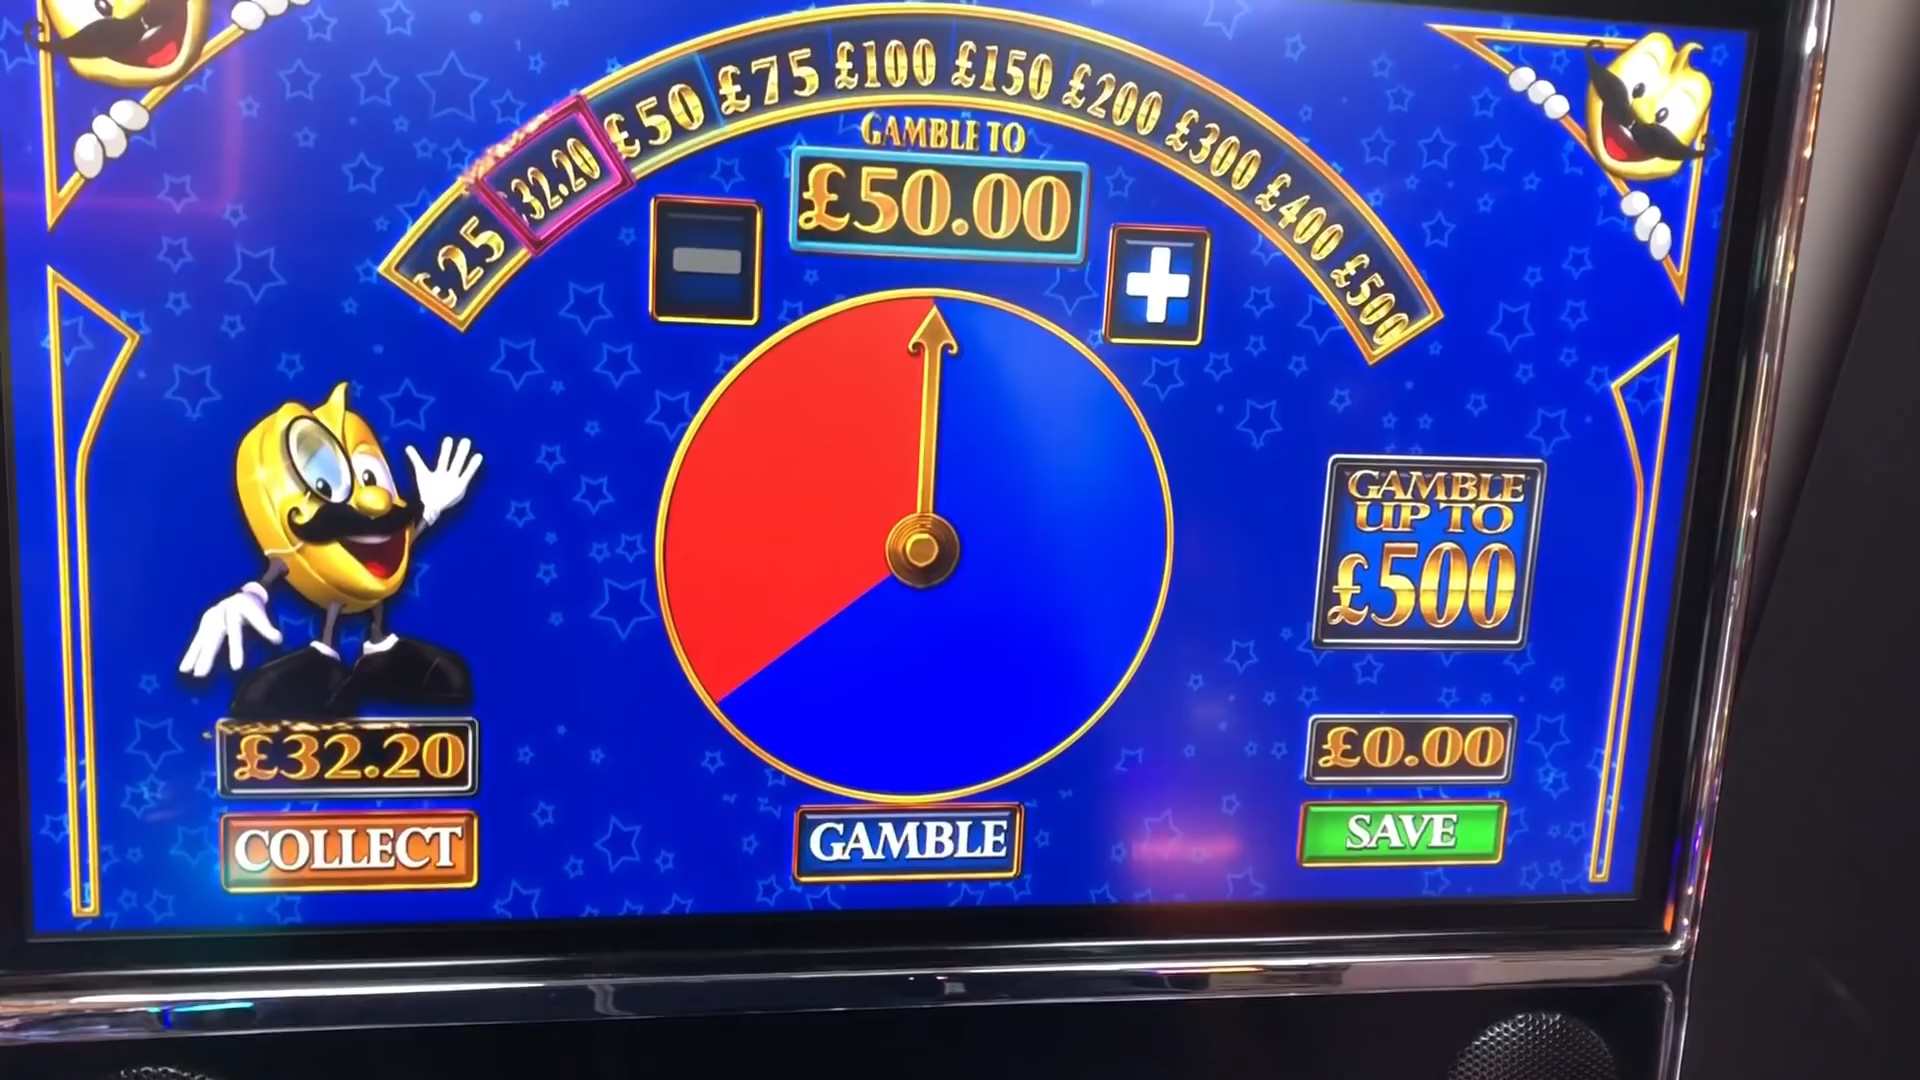 £25 £32.20 £50 £75 £100 £150 £200 £300 £400 £500
GAMBLE TO
£50.00
GAMBLE
UP TO
£500
£32.20
£0.00
COLLECT
GAMBLE
SAVE